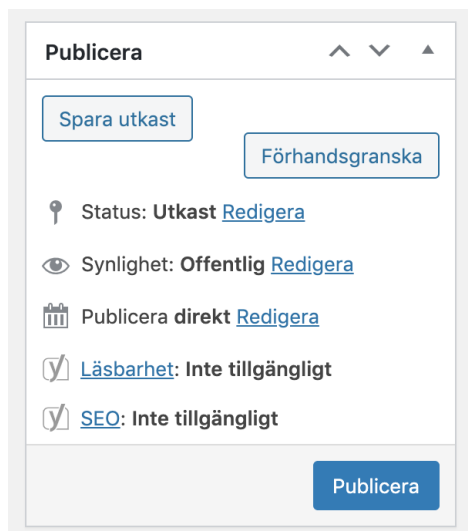 Publicera
Spara utkast
Förhandsgranska
Status: Utkast Redigera
Synlighet: Offentlig Redigera
Publicera direkt Redigera
Läsbarhet: Inte tillgängligt
SEO: Inte tillgängligt
Publicera